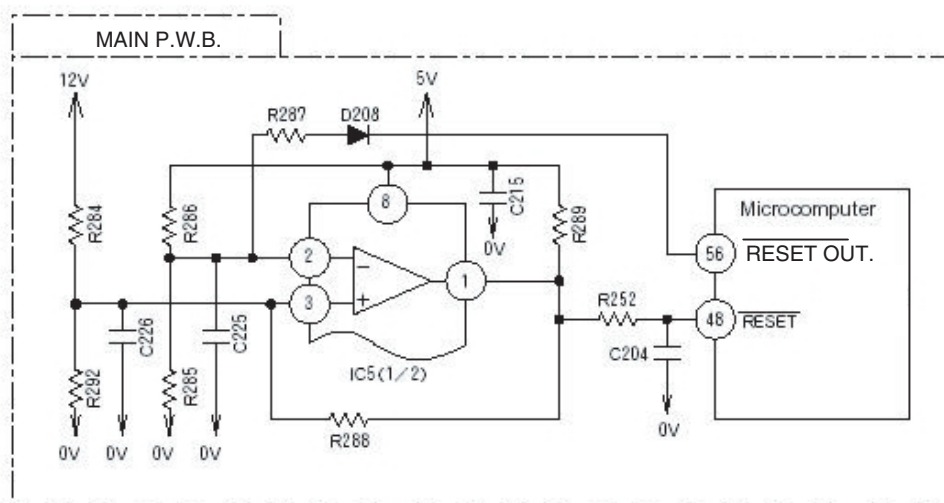 MAIN P.W.B.
12V
5V
R287
D208
R284
R286
8
C215
0V
R289
Microcomputer
2
1
56
RESET OUT.
3
R252
48
RESET
C226
C225
C204
R292
R285
IC5(1/2)
R288
0V
0V
0V
0V
0V